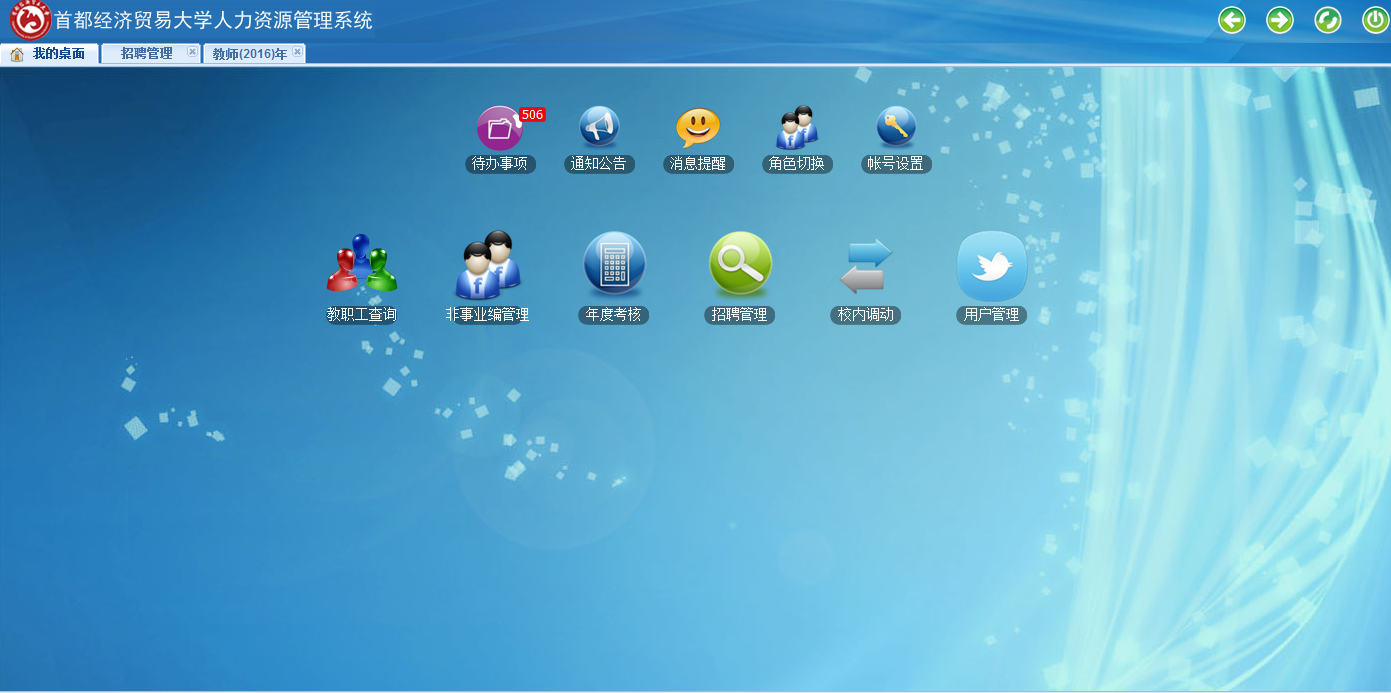 首都经济贸易大学人力资源管理系统
我的桌面 招聘管理 教师(2016)年
506
待办事项 通知公告 消息提醒 角色切换 帐号设置
教职工查询 非事业编管理 年度考核 招聘管理 校内调动 用户管理